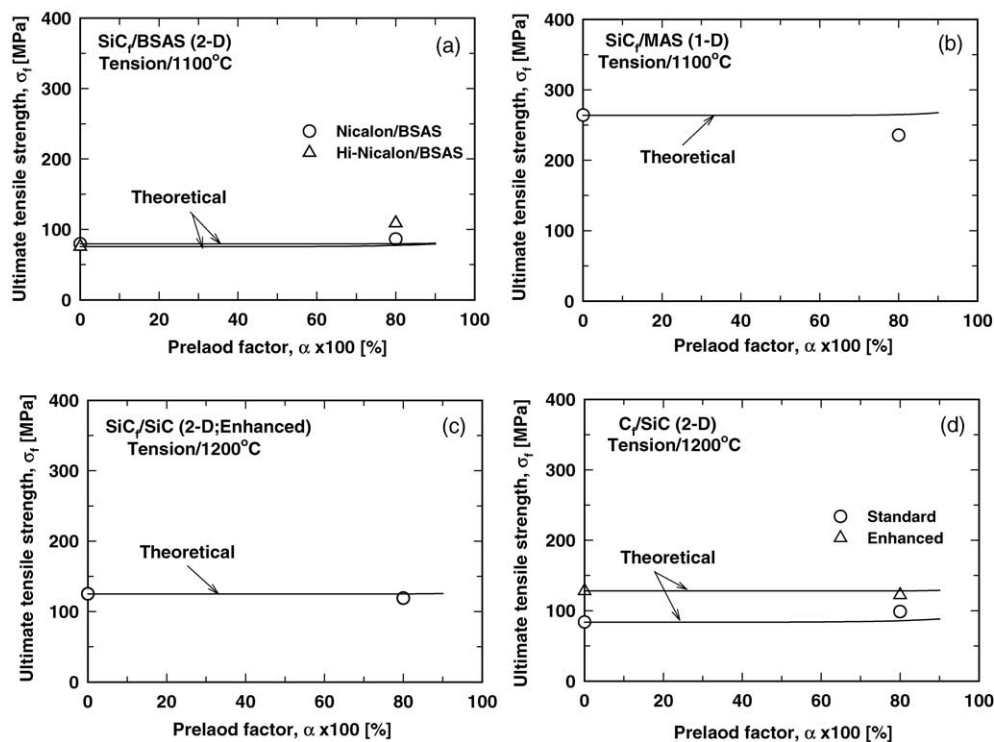 400
300
200
100
0
0 20 40 60 80 100
Ultimate tensile strength, σf [MPa]
SiCf/BSAS (2-D)
Tension/1100°C
(a)
Nicalon/BSAS
Hi-Nicalon/BSAS
Theoretical
Prelaod factor, α x100 [%]
400
300
200
100
0
0 20 40 60 80 100
Ultimate tensile strength, σf [MPa]
SiCf/MAS (1-D)
Tension/1100°C
(b)
Theoretical
Prelaod factor, α x100 [%]
400
300
200
100
0
0 20 40 60 80 100
Ultimate tensile strength, σf [MPa]
SiCf/SiC (2-D;Enhanced)
Tension/1200°C
(c)
Theoretical
Prelaod factor, α x100 [%]
400
300
200
100
0
0 20 40 60 80 100
Ultimate tensile strength, σf [MPa]
Cf/SiC (2-D)
Tension/1200°C
(d)
Standard
Enhanced
Theoretical
Prelaod factor, α x100 [%]